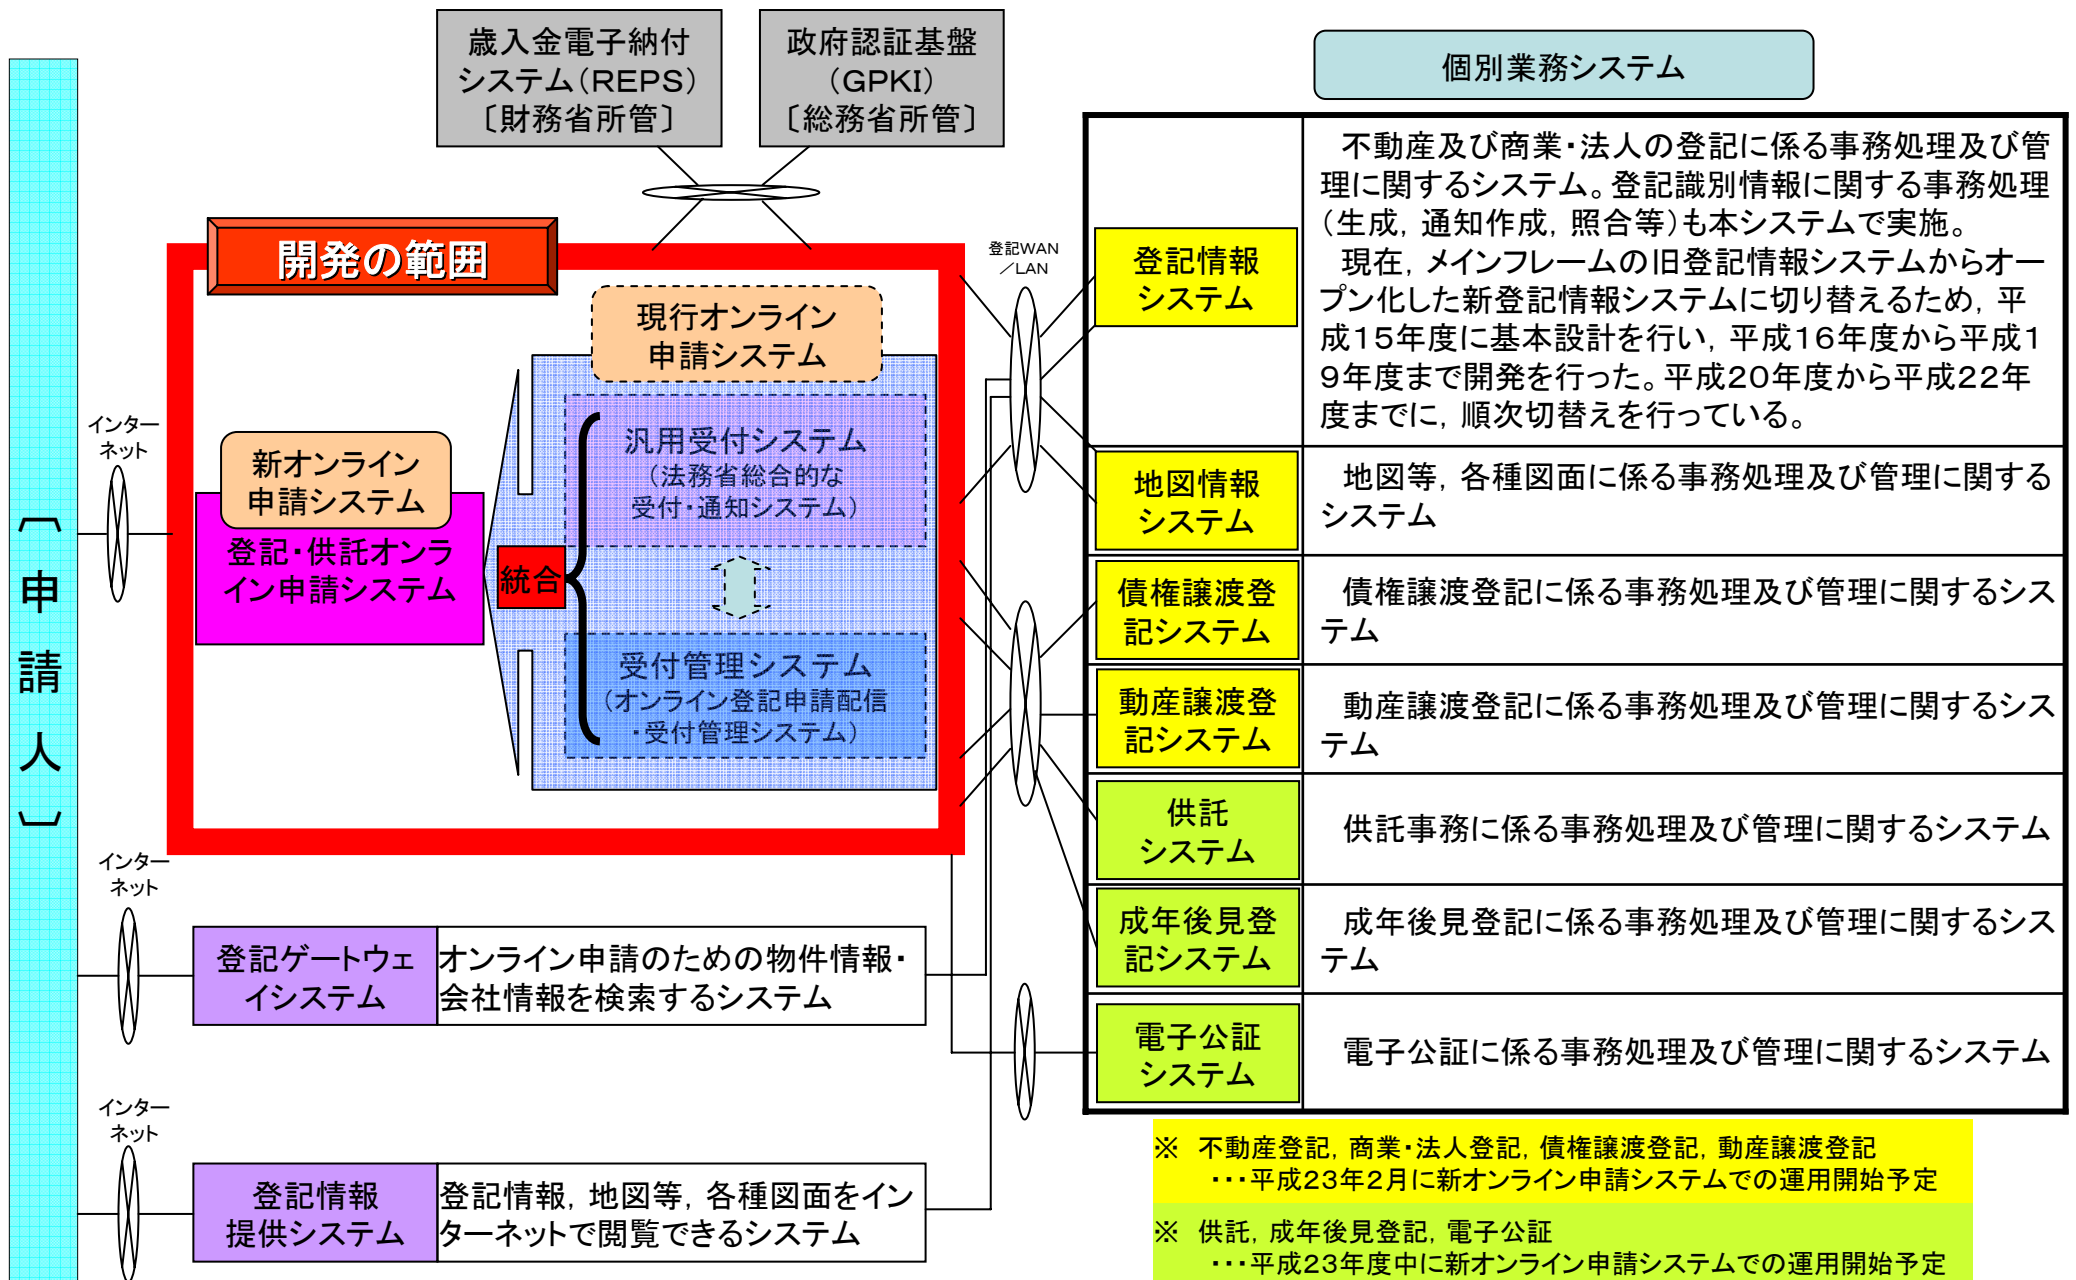 歳入金電子納付
システム(REPS)
〔財務省所管〕
政府認証基盤
(GPKI)
〔総務省所管〕
個別業務システム
〔申請人〕
開発の範囲
現行オンライン
申請システム
汎用受付システム
(法務省総合的な
受付・通知システム)
統合
受付管理システム
(オンライン登記申請配信
・受付管理システム)
新オンライン
申請システム
登記・供託オンラ
イン申請システム
インター
ネット
登記WAN
/LAN
インター
ネット
登記ゲートウェ
イシステム
オンライン申請のための物件情報・
会社情報を検索するシステム
インター
ネット
登記情報
提供システム
登記情報,地図等,各種図面をイン
ターネットで閲覧できるシステム
登記情報
システム
不動産及び商業・法人の登記に係る事務処理及び管
理に関するシステム。登記識別情報に関する事務処理
(生成,通知作成,照合等)も本システムで実施。
現在,メインフレームの旧登記情報システムからオー
プン化した新登記情報システムに切り替えるため,平
成15年度に基本設計を行い,平成16年度から平成1
9年度まで開発を行った。平成20年度から平成22年
度までに,順次切替えを行っている。
地図情報
システム
地図等,各種図面に係る事務処理及び管理に関する
システム
債権譲渡登
記システム
債権譲渡登記に係る事務処理及び管理に関するシス
テム
動産譲渡登
記システム
動産譲渡登記に係る事務処理及び管理に関するシス
テム
供託
システム
供託事務に係る事務処理及び管理に関するシステム
成年後見登
記システム
成年後見登記に係る事務処理及び管理に関するシス
テム
電子公証
システム
電子公証に係る事務処理及び管理に関するシステム
※ 不動産登記,商業・法人登記,債権譲渡登記,動産譲渡登記
・・・平成23年2月に新オンライン申請システムでの運用開始予定
※ 供託,成年後見登記,電子公証
・・・平成23年度中に新オンライン申請システムでの運用開始予定